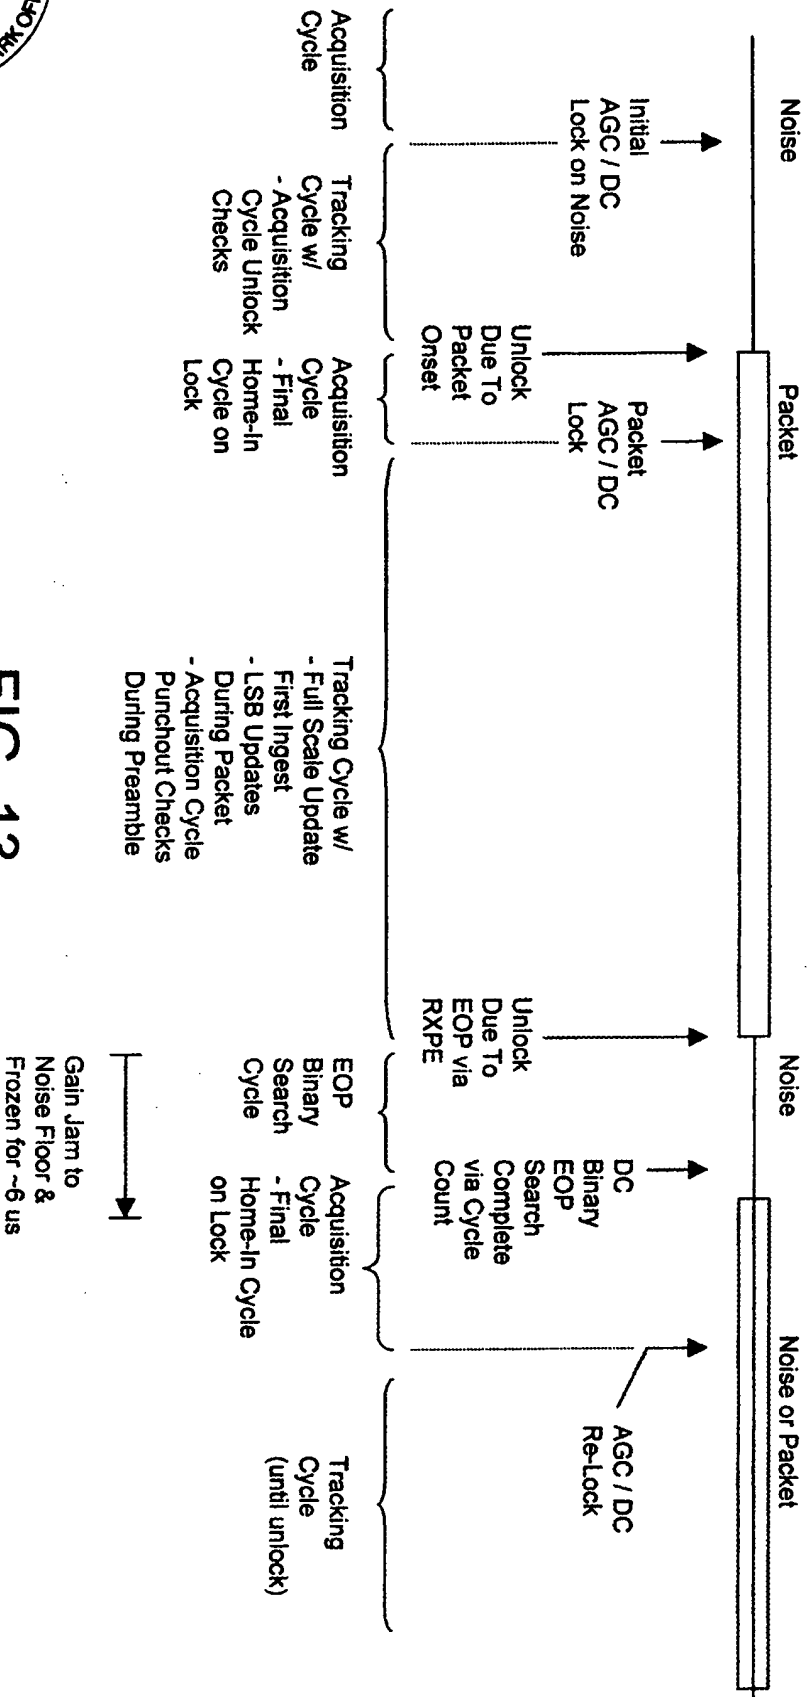 Noise
Packet
Noise
Noise or Packet
Initial
AGC / DC
Lock on Noise
Unlock
Due To
Packet
Onset
Packet
AGC / DC
Lock
Unlock
Due To
EOP via
RXPE
DC
Binary
EOP
Search
Complete
via Cycle
Count
AGC / DC
Re-Lock
Acquisition
Cycle
Tracking
Cycle w/
- Acquisition
Cycle Unlock
Checks
Acquisition
Cycle
- Final
Home-In
Cycle on
Lock
Tracking Cycle w/
- Full Scale Update
First Ingest
- LSB Updates
During Packet
- Acquisition Cycle
Punchout Checks
During Preamble
EOP
Binary
Search
Cycle
Acquisition
Cycle
- Final
Home-In Cycle
on Lock
Tracking
Cycle
(until unlock)
Gain Jam to
Noise Floor &
Frozen for ~6 us